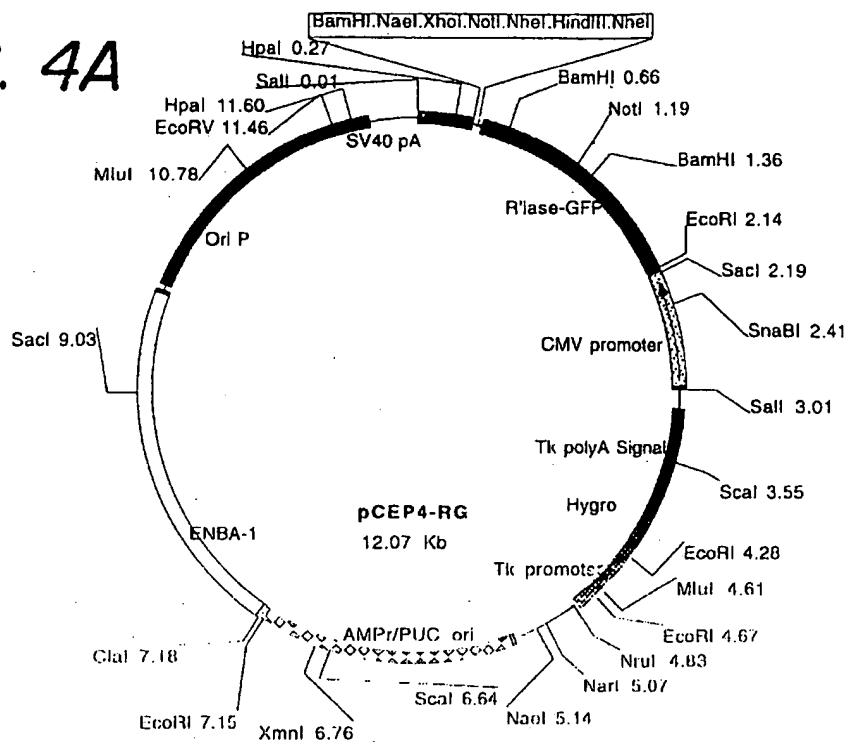 . 4A
BamHI.NaeI.XhoI.NotI.NheI.HindIII.NheI
HpaI 0.27
SalI 0.01
HpaI 11.60
EcoRV 11.46
MluI 10.78
SV40 pA
BamHI 0.66
NotI 1.19
BamHI 1.36
R'lase-GFP
EcoRI 2.14
SacI 2.19
SnaBI 2.41
CMV promoter
Ori P
SacI 9.03
SalI 3.01
Tk polyA Signal
ScaI 3.55
Hygro
pCEP4-RG
12.07 Kb
ENBA-1
EcoRI 4.28
Tk promoter
MluI 4.61
EcoRI 4.67
NruI 4.83
NarI 5.07
NaeI 5.14
AMPr/PUC ori
ScaI 6.64
XmnI 6.76
ClaI 7.18
EcoRI 7.15